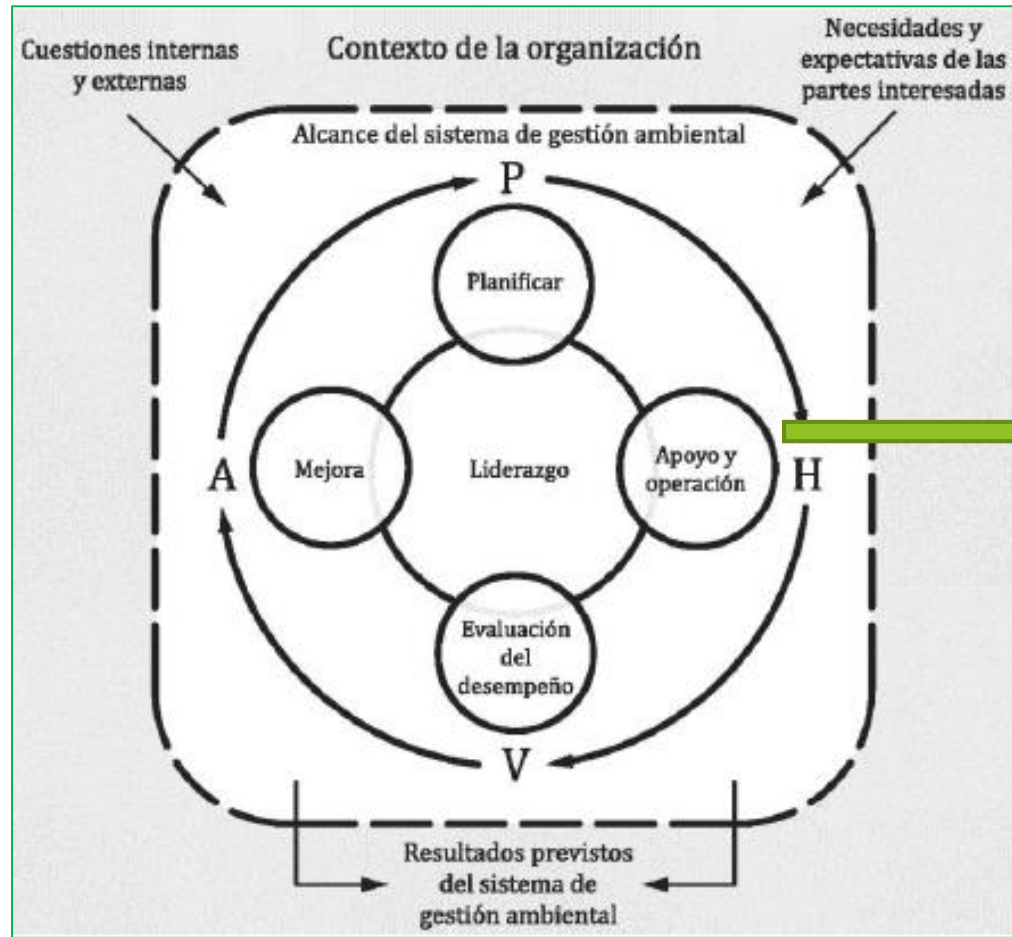 Cuestiones internas
y externas
Contexto de la organización
Necesidades y
expectativas de las
partes interesadas
Alcance del sistema de gestión ambiental
P
Planificar
A
Mejora
Liderazgo
Apoyo y
operación
H
Evaluación
del
desempeño
V
Resultados previstos
del sistema de
gestión ambiental